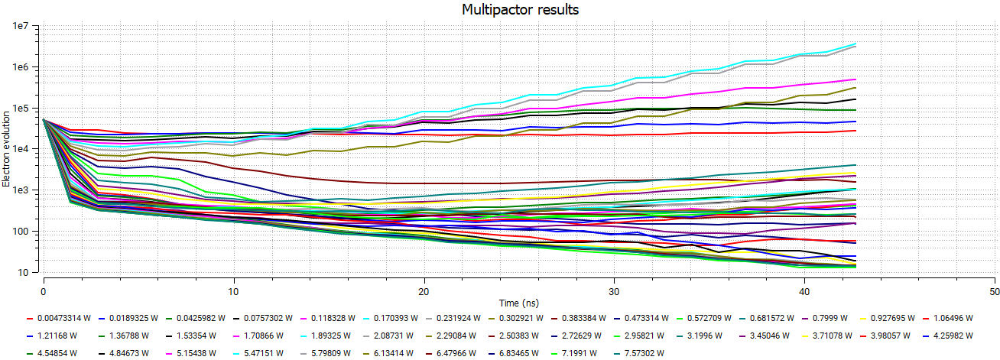 Multipactor results
1e7
1e6
1e5
1e4
1e3
100
10
Electron evolution
0 10 20 30 40 50
Time (ns)
0.00473314 W 0.0189325 W 0.0425982 W 0.0757302 W 0.118328 W 0.170393 W 0.231924 W 0.302921 W 0.383384 W 0.473314 W 0.572709 W 0.681572 W 0.7999 W 0.927695 W 1.06496 W
1.21168 W 1.36788 W 1.53354 W 1.70866 W 1.89325 W 2.08731 W 2.29084 W 2.50383 W 2.72629 W 2.95821 W 3.1996 W 3.45046 W 3.71078 W 3.98057 W 4.25982 W
4.54854 W 4.84673 W 5.15438 W 5.47151 W 5.79809 W 6.13414 W 6.47966 W 6.83465 W 7.1991 W 7.57302 W